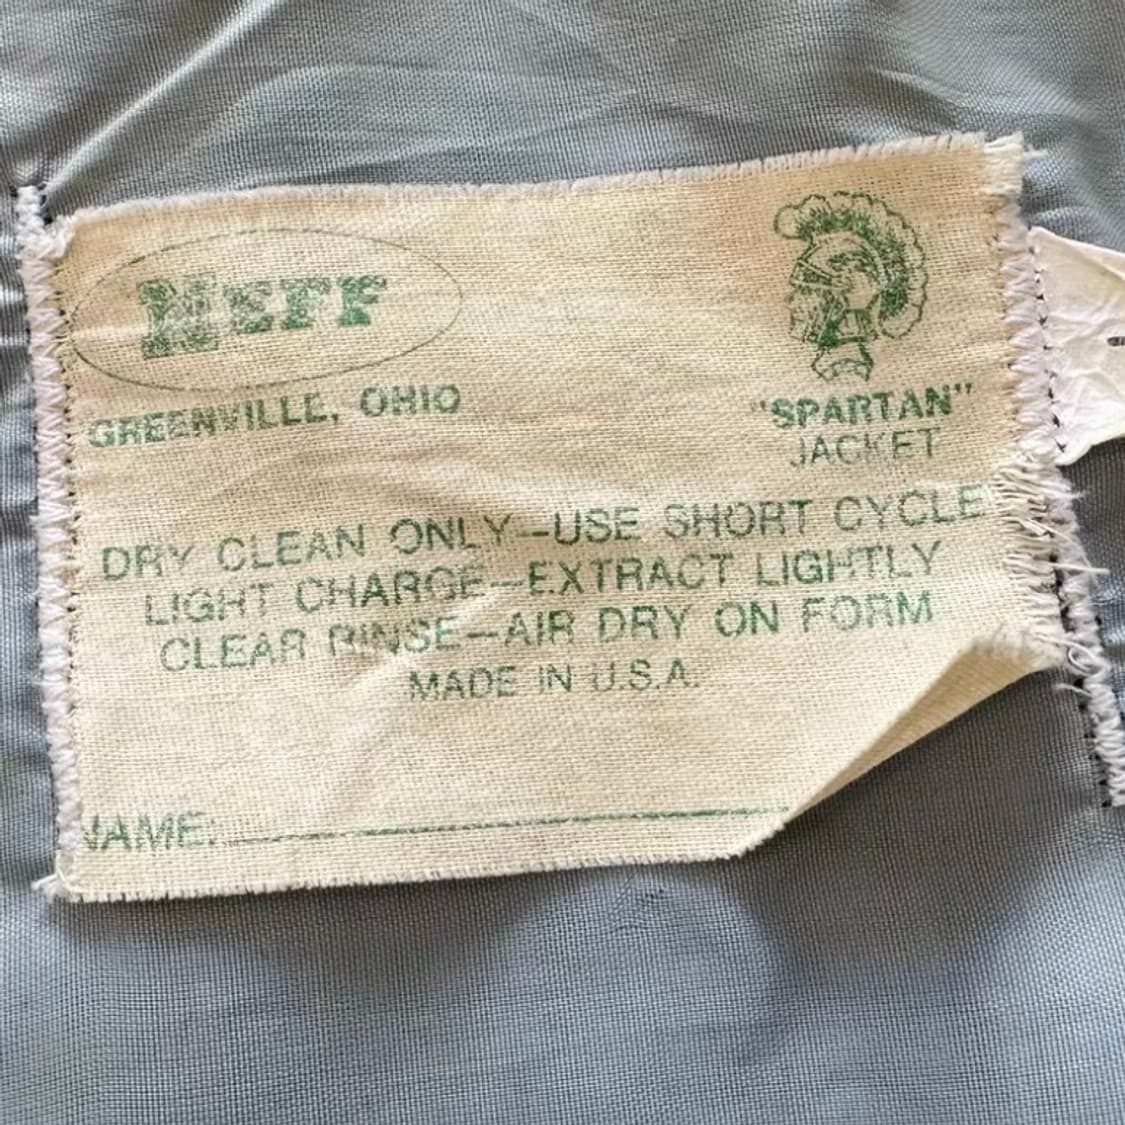 NEFF
GREENVILLE, OHIO
"SPARTAN"
JACKET
DRY CLEAN ONLY—USE SHORT CYCLE
LIGHT CHARGE—EXTRACT LIGHTLY
CLEAR RINSE—AIR DRY ON FORM
MADE IN U.S.A.
NAME: